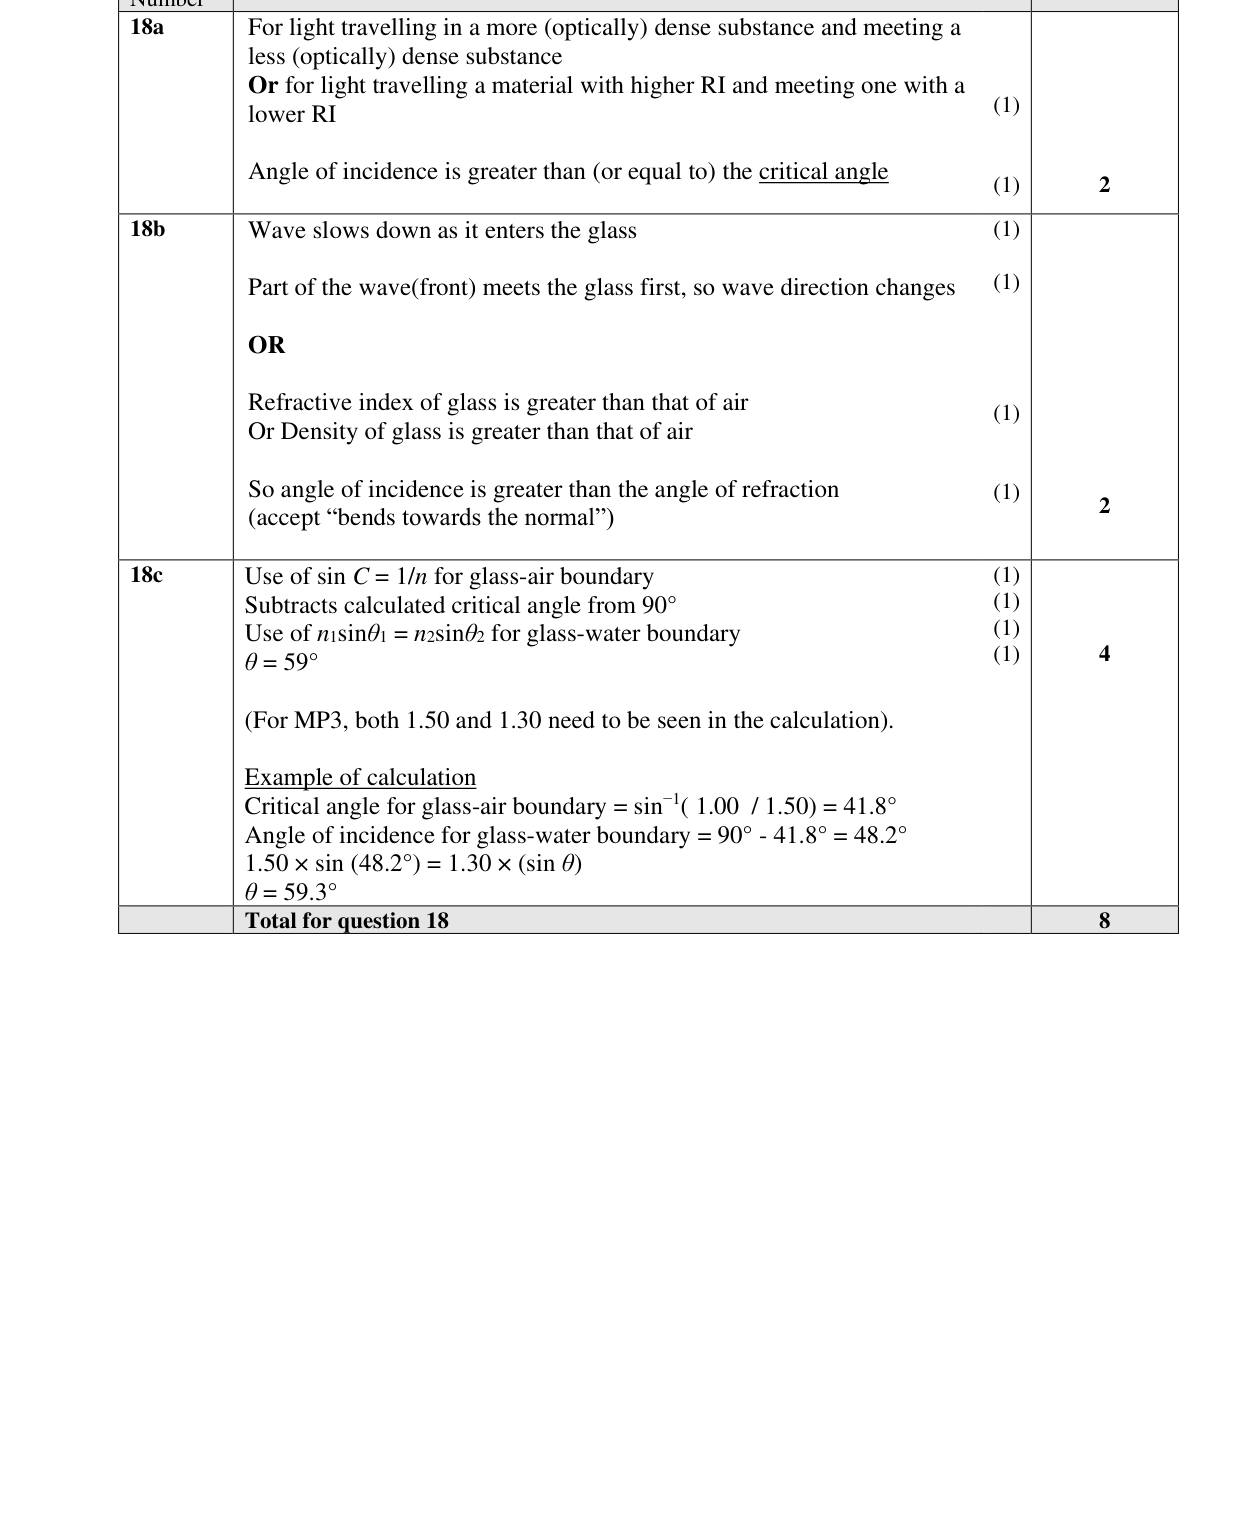 Number
18a
For light travelling in a more (optically) dense substance and meeting a
less (optically) dense substance
Or for light travelling a material with higher RI and meeting one with a
lower RI
(1)
Angle of incidence is greater than (or equal to) the critical angle
(1)
2
18b
Wave slows down as it enters the glass (1)
Part of the wave(front) meets the glass first, so wave direction changes (1)
OR
Refractive index of glass is greater than that of air
Or Density of glass is greater than that of air
(1)
So angle of incidence is greater than the angle of refraction
(accept “bends towards the normal”)
(1)
2
18c
Use of sin C = 1/n for glass-air boundary (1)
Subtracts calculated critical angle from 90° (1)
Use of n₁sinθ₁ = n₂sinθ₂ for glass-water boundary (1)
θ = 59° (1)
4
(For MP3, both 1.50 and 1.30 need to be seen in the calculation).
Example of calculation
Critical angle for glass-air boundary = sin⁻¹( 1.00 / 1.50) = 41.8°
Angle of incidence for glass-water boundary = 90° - 41.8° = 48.2°
1.50 × sin (48.2°) = 1.30 × (sin θ)
θ = 59.3°
Total for question 18 8